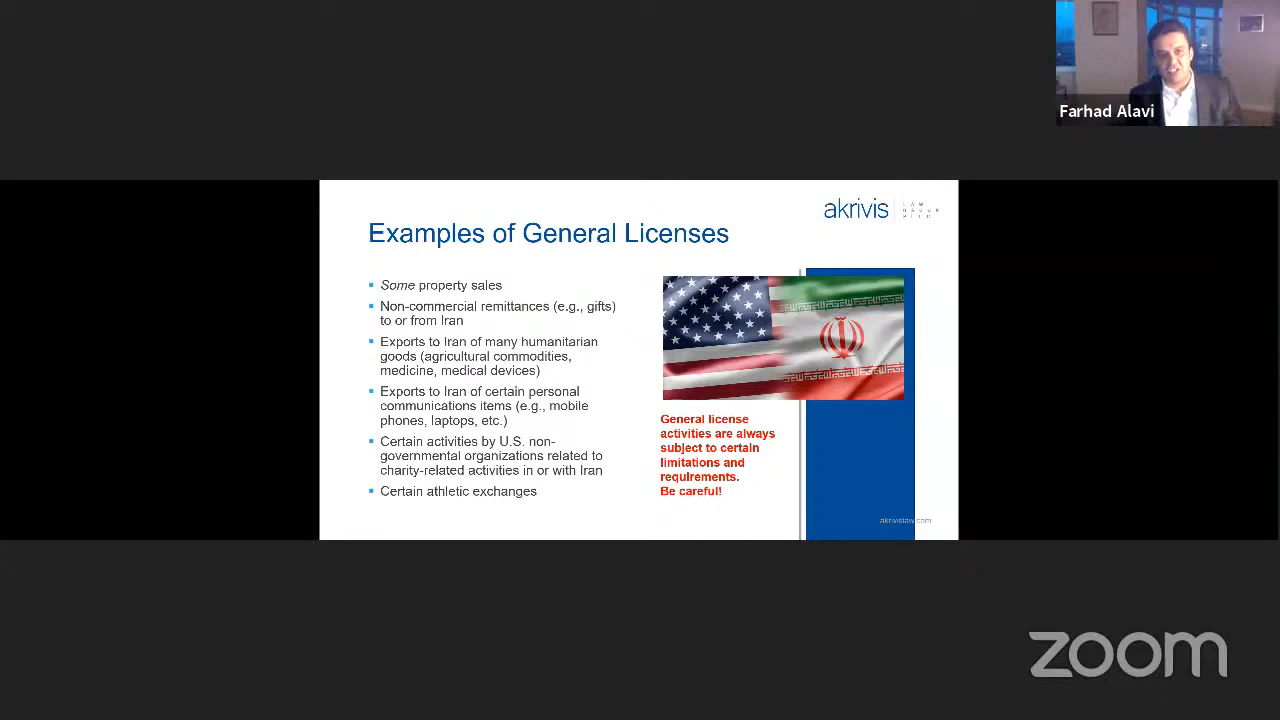 Farhad Alavi
akrivis
LAW
GROUP
PLLC
Examples of General Licenses
Some property sales
Non-commercial remittances (e.g., gifts)
to or from Iran
Exports to Iran of many humanitarian
goods (agricultural commodities,
medicine, medical devices)
Exports to Iran of certain personal
communications items (e.g., mobile
phones, laptops, etc.)
Certain activities by U.S. non-
governmental organizations related to
charity-related activities in or with Iran
Certain athletic exchanges
General license
activities are always
subject to certain
limitations and
requirements.
Be careful!
akrivislaw.com
zoom